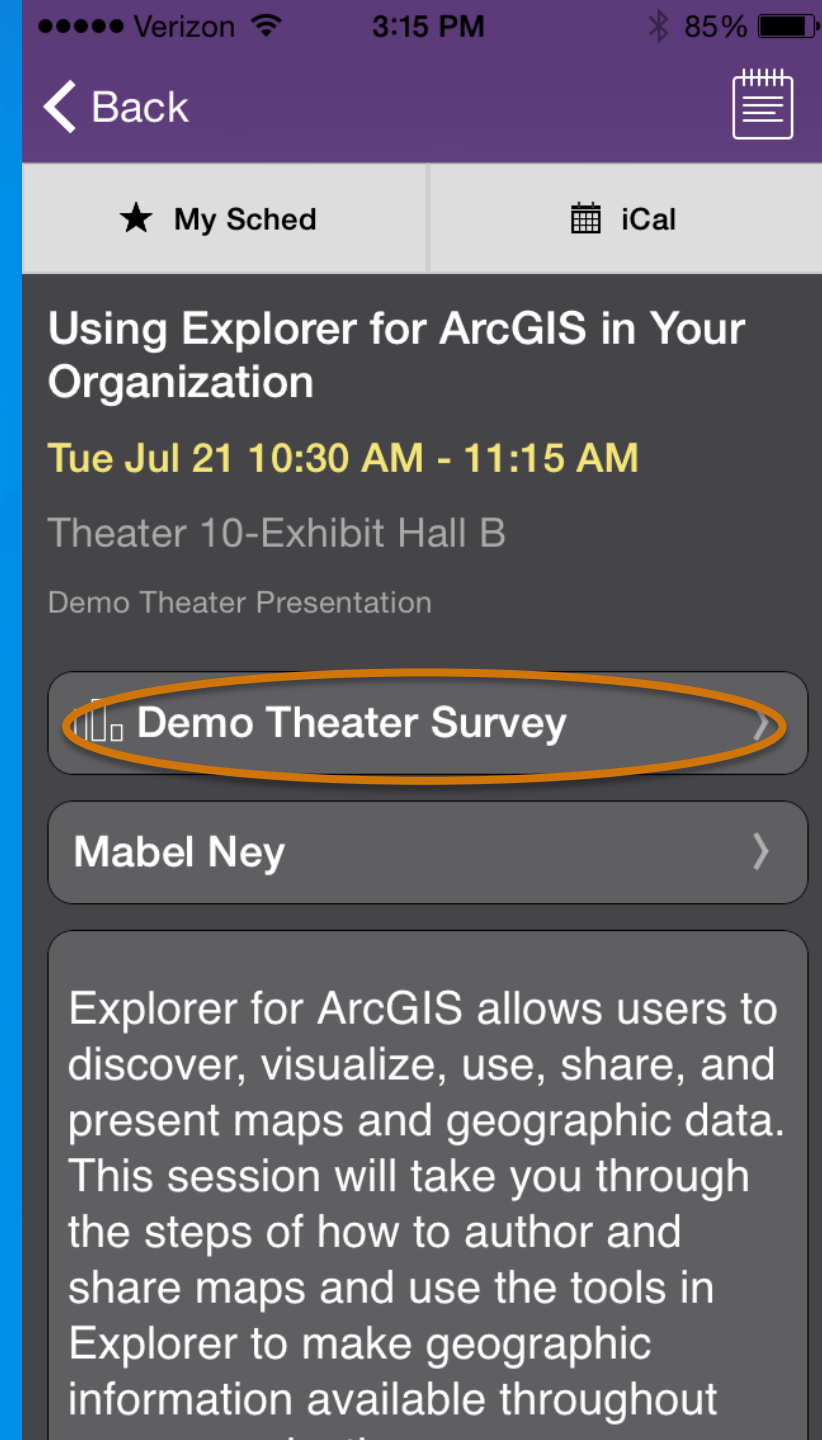 Verizon 3:15 PM 85%
Back
My Sched iCal
Using Explorer for ArcGIS in Your
Organization
Tue Jul 21 10:30 AM - 11:15 AM
Theater 10-Exhibit Hall B
Demo Theater Presentation
Demo Theater Survey
Mabel Ney
Explorer for ArcGIS allows users to
discover, visualize, use, share, and
present maps and geographic data.
This session will take you through
the steps of how to author and
share maps and use the tools in
Explorer to make geographic
information available throughout